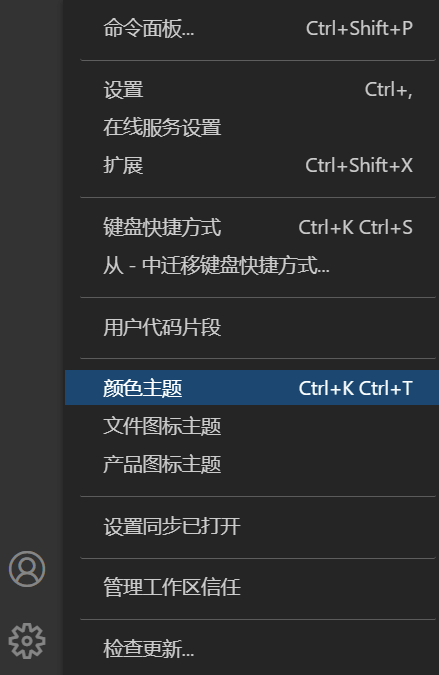 命令面板... Ctrl+Shift+P
设置 Ctrl+,
在线服务设置
扩展 Ctrl+Shift+X
键盘快捷方式 Ctrl+K Ctrl+S
从 - 中迁移键盘快捷方式...
用户代码片段
颜色主题 Ctrl+K Ctrl+T
文件图标主题
产品图标主题
设置同步已打开
管理工作区信任
检查更新...